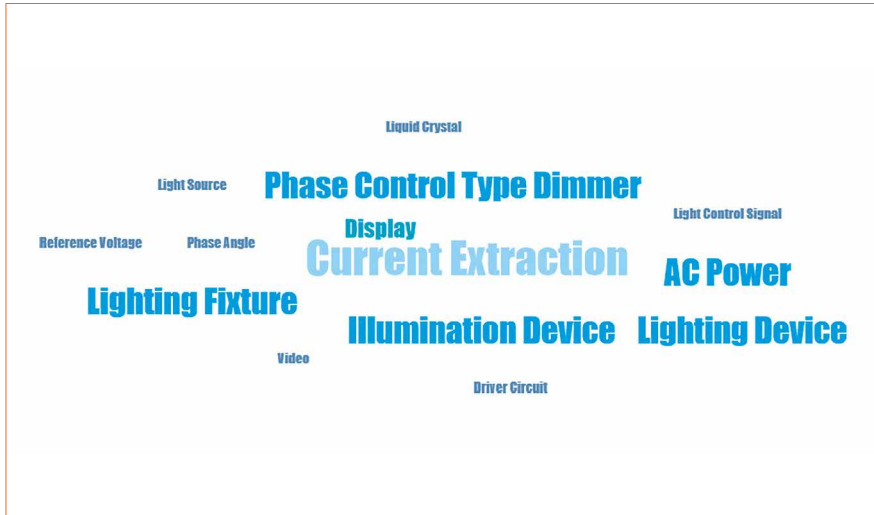 Liquid Crystal
Light Source
Phase Control Type Dimmer
Light Control Signal
Display
Reference Voltage
Phase Angle
Current Extraction
AC Power
Lighting Fixture
Illumination Device
Lighting Device
Video
Driver Circuit